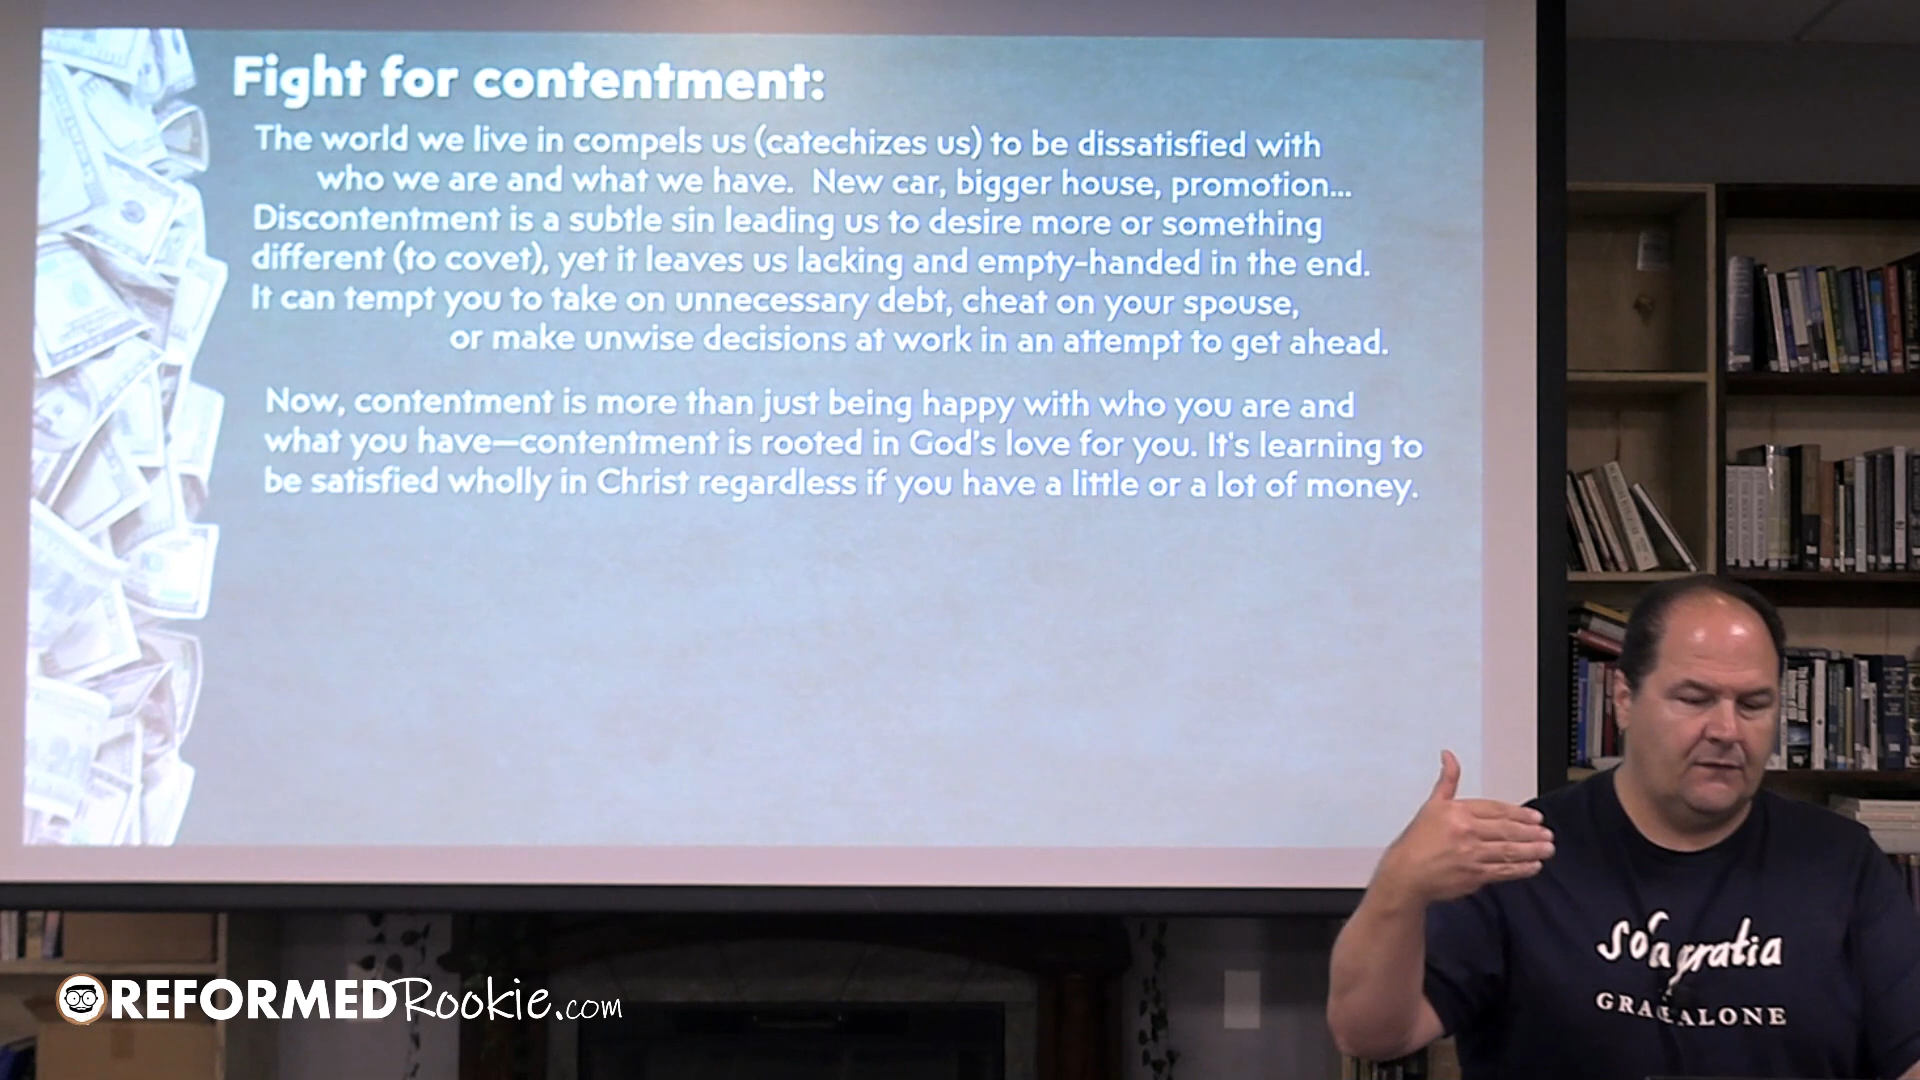 Fight for contentment:
The world we live in compels us (catechizes us) to be dissatisfied with
who we are and what we have. New car, bigger house, promotion...
Discontentment is a subtle sin leading us to desire more or something
different (to covet), yet it leaves us lacking and empty-handed in the end.
It can tempt you to take on unnecessary debt, cheat on your spouse,
or make unwise decisions at work in an attempt to get ahead.
Now, contentment is more than just being happy with who you are and
what you have—contentment is rooted in God's love for you. It's learning to
be satisfied wholly in Christ regardless if you have a little or a lot of money.
sola gratia
GRACE ALONE
REFORMEDRookie.com